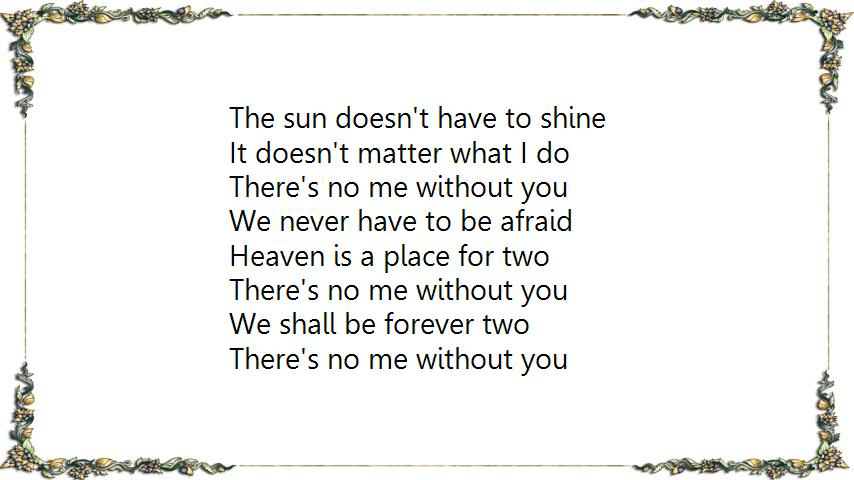 The sun doesn't have to shine
It doesn't matter what I do
There's no me without you
We never have to be afraid
Heaven is a place for two
There's no me without you
We shall be forever two
There's no me without you